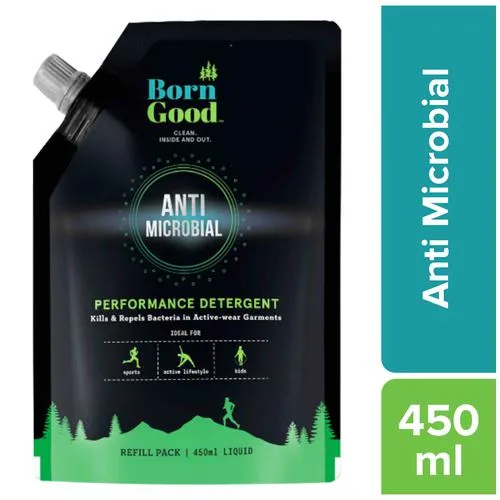 Born
Good
CLEAN.
INSIDE AND OUT.
ANTI
MICROBIAL
PERFORMANCE DETERGENT
Kills & Repels Bacteria in Active-wear Garments
IDEAL FOR
sports
active lifestyle
kids
REFILL PACK | 450ml LIQUID
Anti Microbial
450
ml